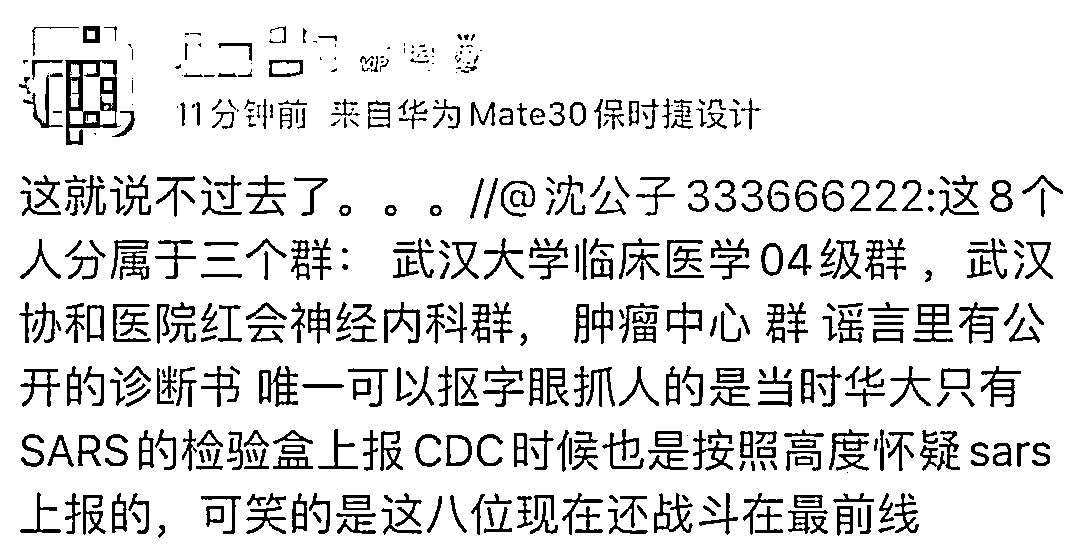 11分钟前 来自华为Mate30保时捷设计
这就说不过去了。。。//@沈公子333666222:这8个
人分属于三个群： 武汉大学临床医学04级群 ，武汉
协和医院红会神经内科群， 肿瘤中心 群 谣言里有公
开的诊断书 唯一可以抠字眼抓人的是当时华大只有
SARS的检验盒上报CDC时候也是按照高度怀疑sars
上报的，可笑的是这八位现在还战斗在最前线